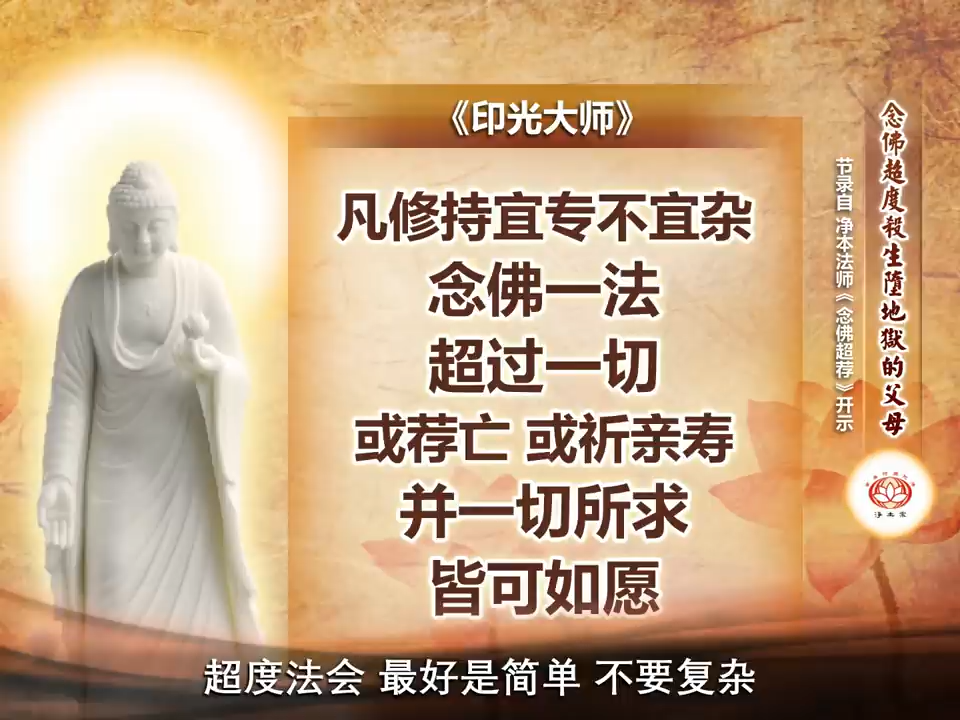 《印光大师》
凡修持宜专不宜杂
念佛一法
超过一切
或荐亡 或祈亲寿
并一切所求
皆可如愿
念佛超度殺生墮地獄的父母
节录自 净本法师《念佛超荐》开示
净土宗
超度法会 最好是简单 不要复杂